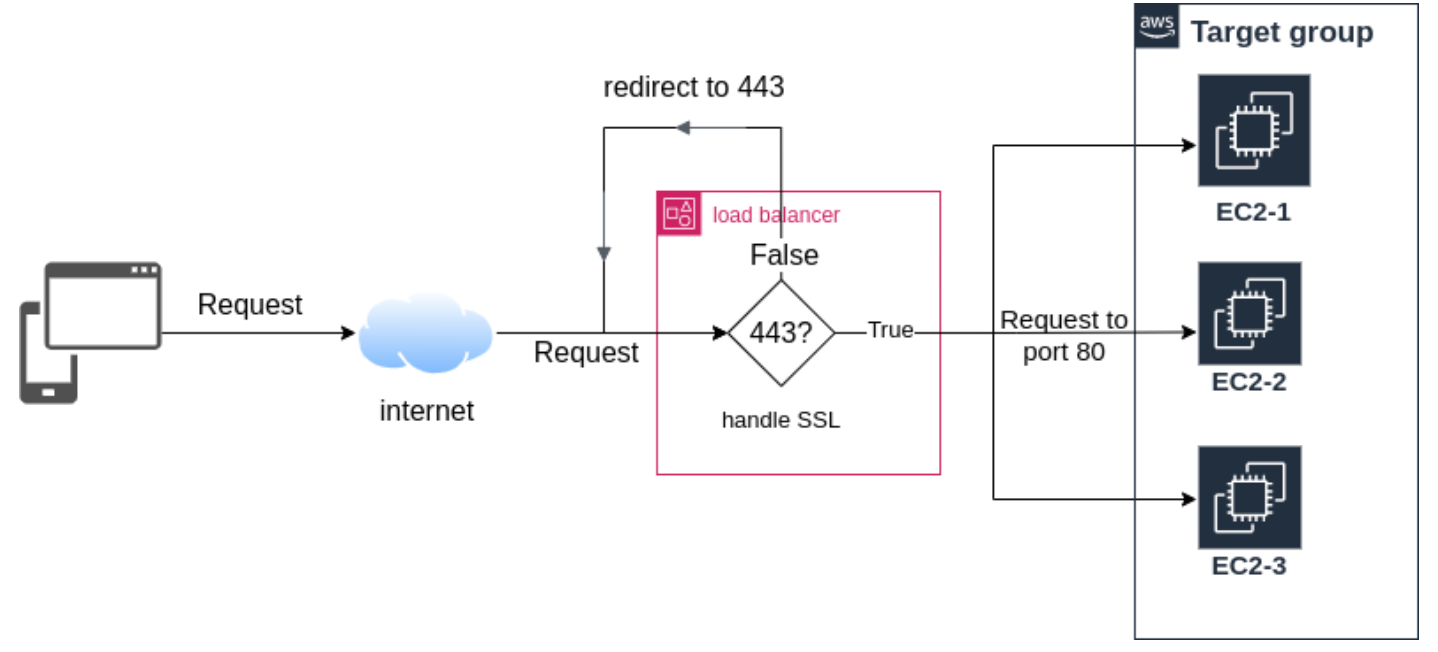 aws
Target group
redirect to 443
load balancer
EC2-1
False
Request
443?
True
Request to
port 80
Request
EC2-2
internet
handle SSL
EC2-3